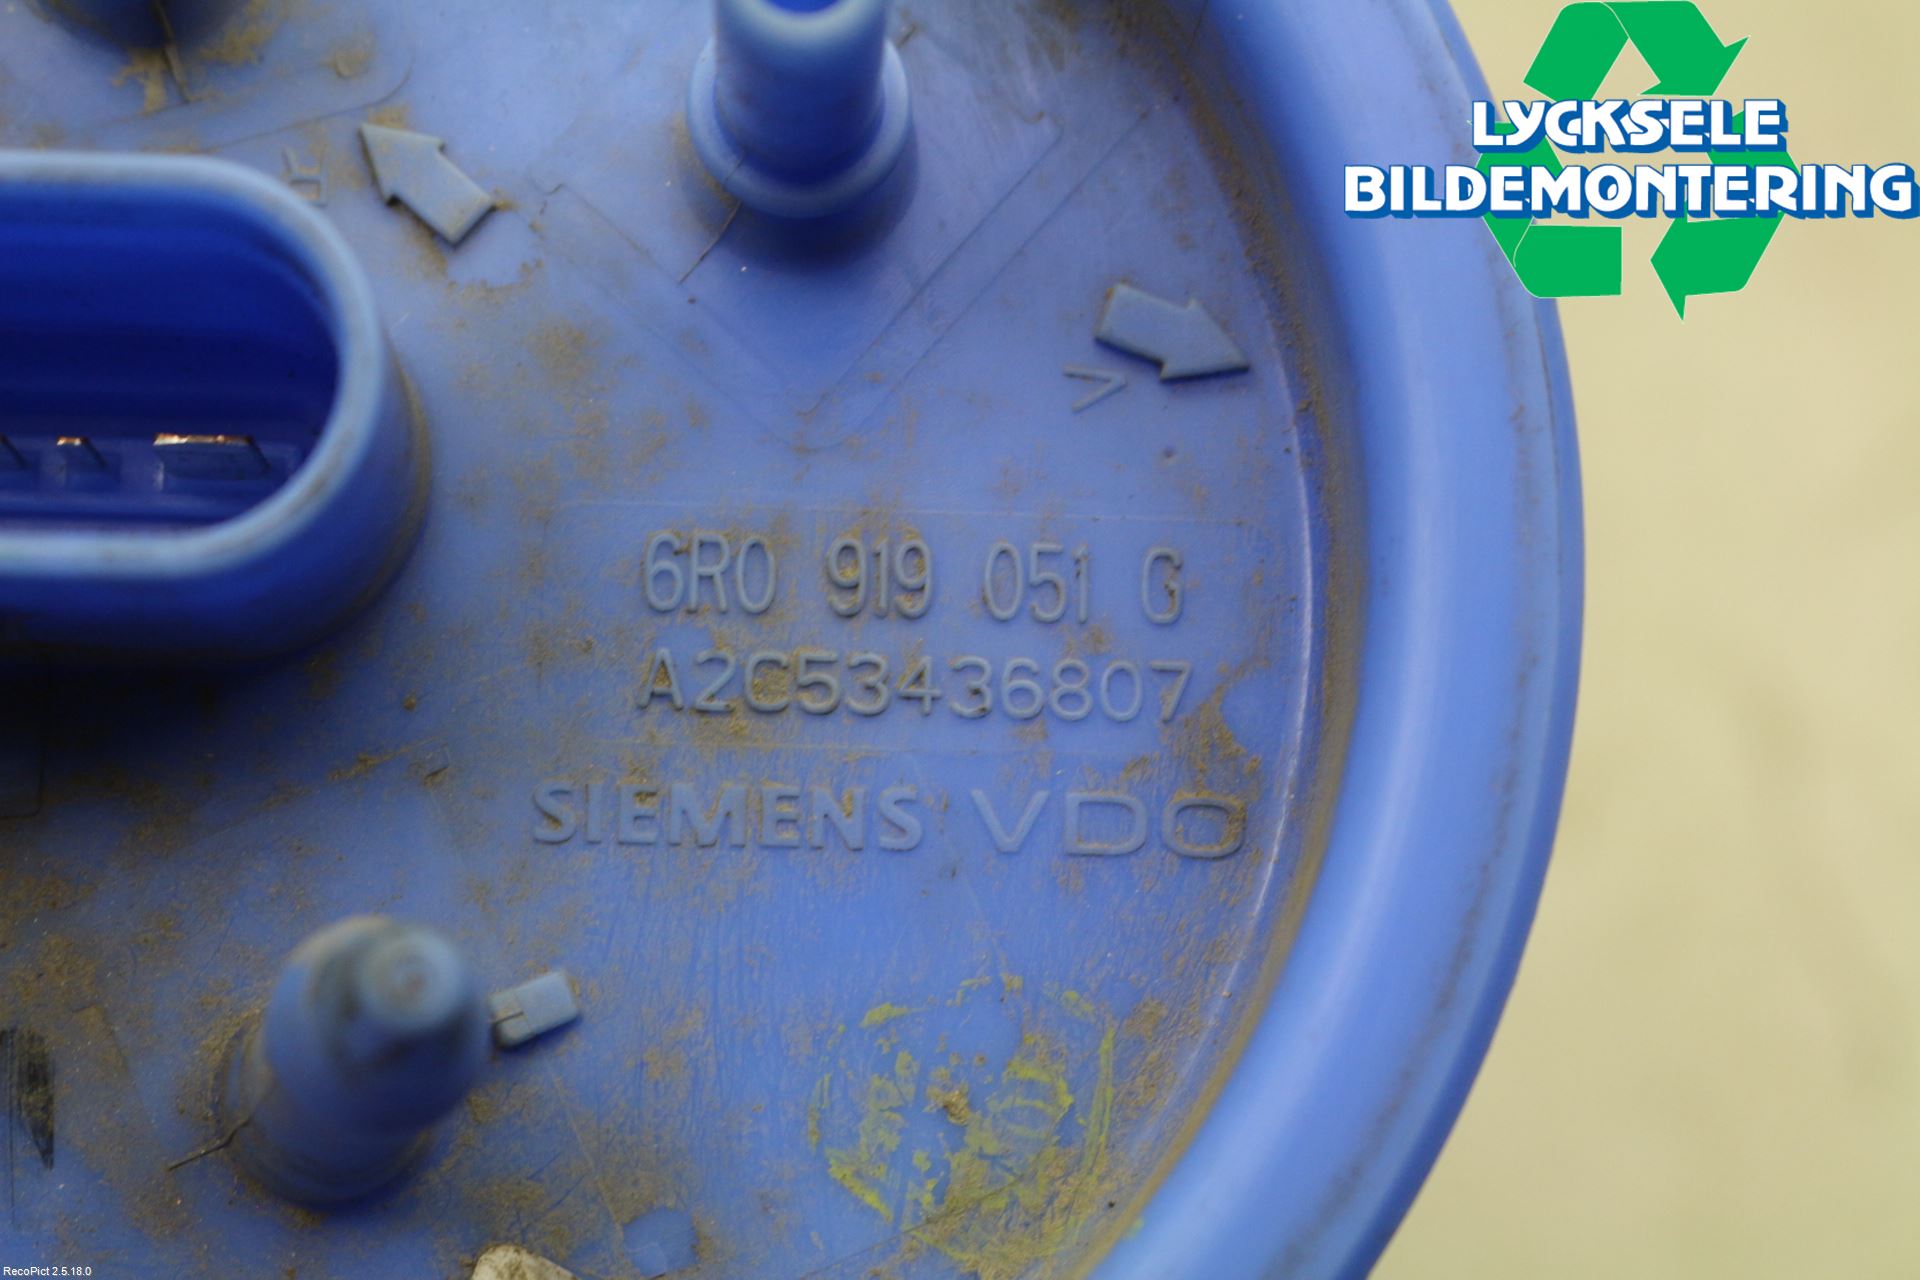 LYCKSELE
BILDEMONTERING
R
V
6R0 919 051 G
A2C53436807
SIEMENS VDO
RecoPict 2.5.18.0